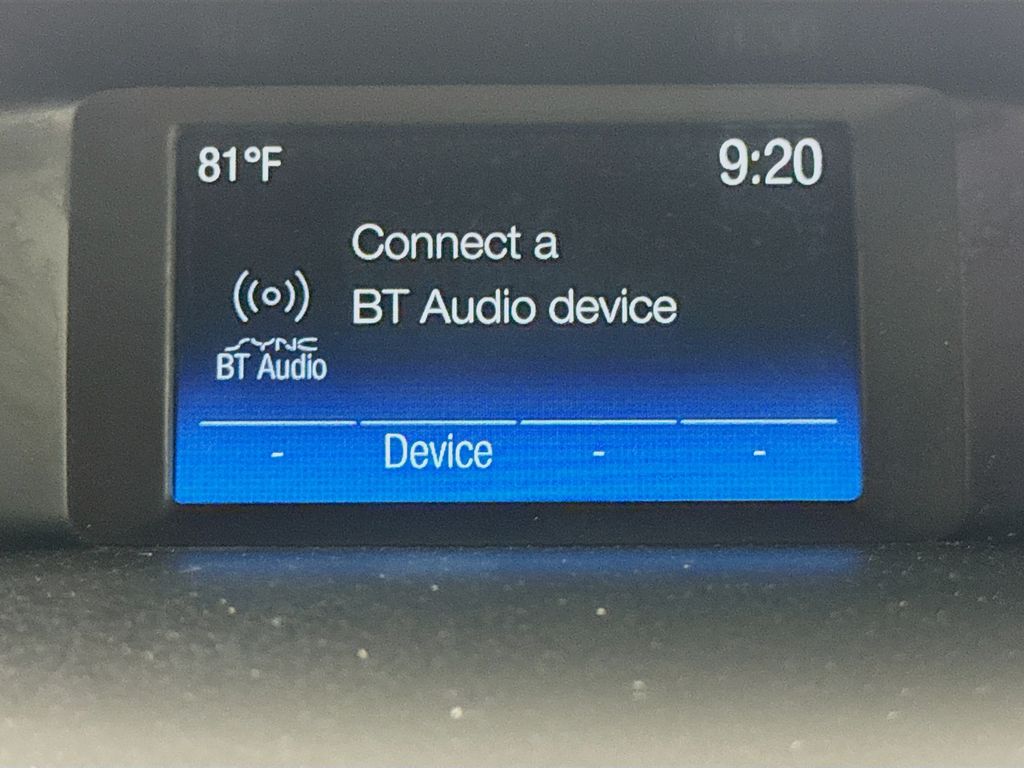 81°F
9:20
Connect a
BT Audio device
SYNC
BT Audio
- Device - -